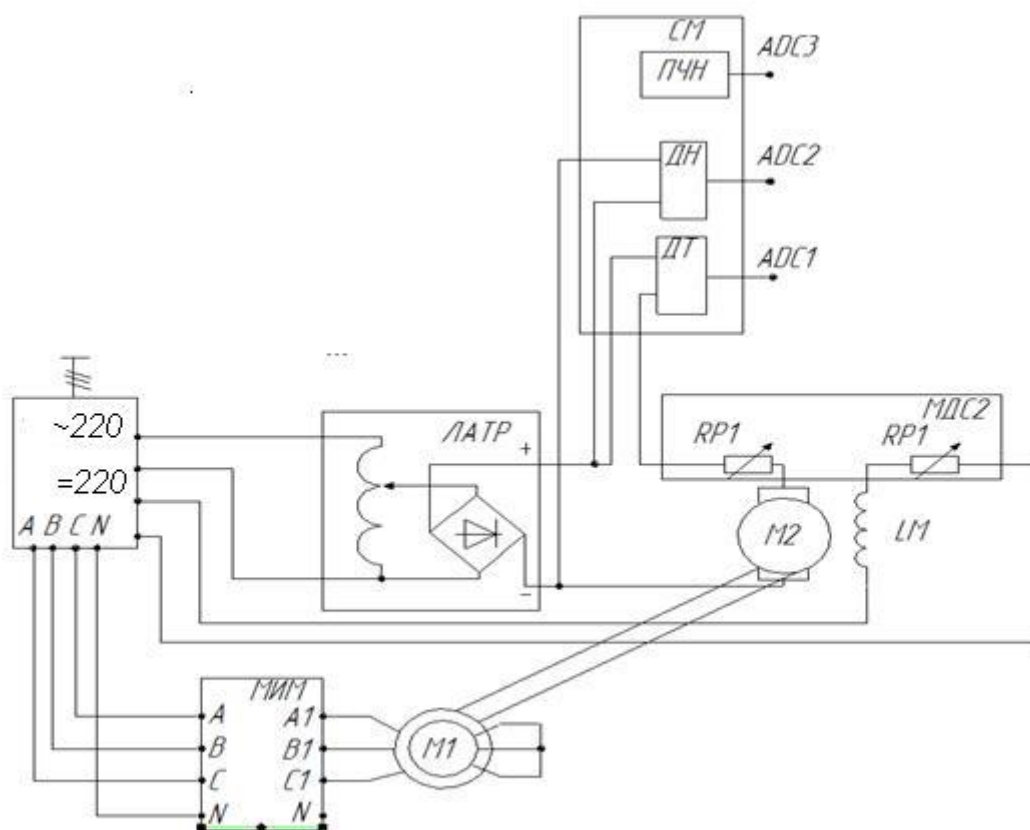 СМ
ПЧН
ADC3
ДН
ADC2
ДТ
ADC1
---
~220
=220
A B C N
ЛАТР
+
–
МДС2
RP1
RP1
M2
LM
МИМ
A
A1
B
B1
C
C1
N
N
M1